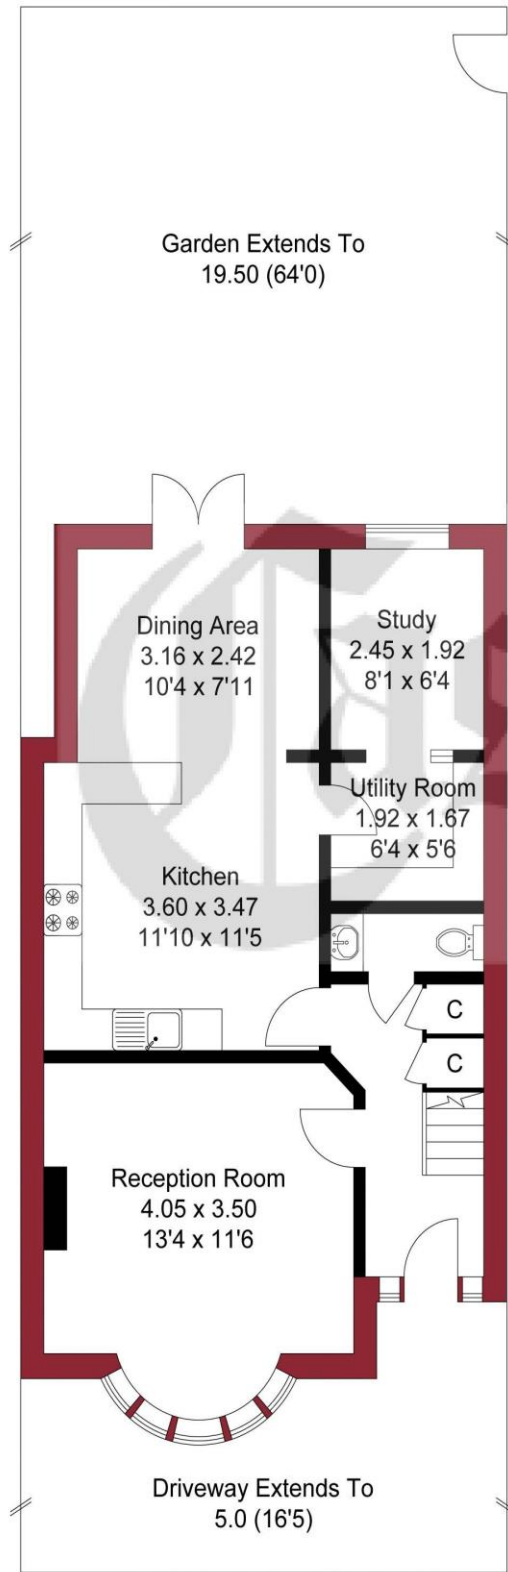 Garden Extends To
19.50 (64'0)
Dining Area
3.16 x 2.42
10'4 x 7'11
Study
2.45 x 1.92
8'1 x 6'4
Utility Room
1.92 x 1.67
6'4 x 5'6
Kitchen
3.60 x 3.47
11'10 x 11'5
C
C
Reception Room
4.05 x 3.50
13'4 x 11'6
Driveway Extends To
5.0 (16'5)